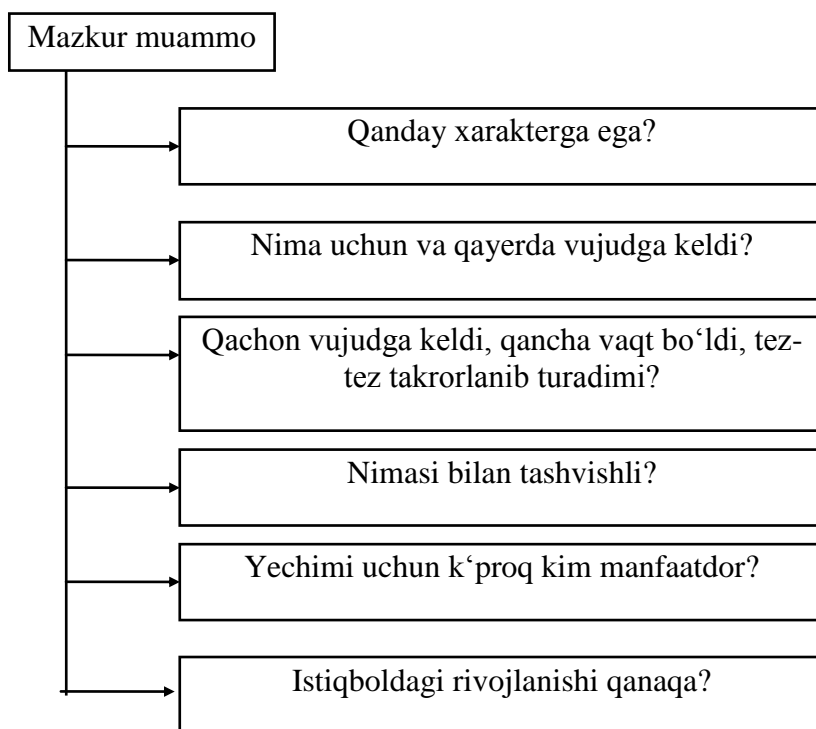 Mazkur muammo
Qanday xarakterga ega?
Nima uchun va qayerda vujudga keldi?
Qachon vujudga keldi, qancha vaqt bo‘ldi, tez-
tez takrorlanib turadimi?
Nimasi bilan tashvishli?
Yechimi uchun k‘proq kim manfaatdor?
Istiqboldagi rivojlanishi qanaqa?